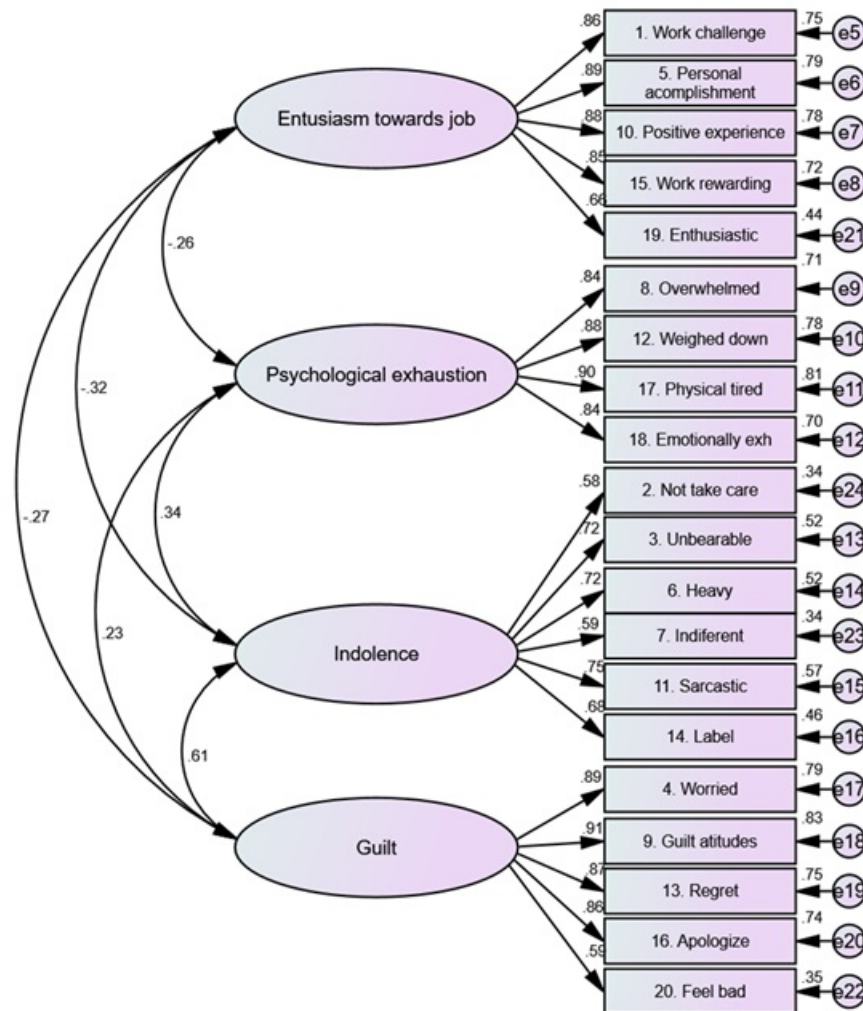 .86
.75
1. Work challenge
e5
.89
.79
5. Personal
acomplishment
e6
Entusiasm towards job
.88
.78
10. Positive experience
e7
.85
.72
15. Work rewarding
e8
.66
.44
19. Enthusiastic
e21
-.26
.71
.84
8. Overwhelmed
e9
.88
.78
12. Weighed down
e10
Psychological exhaustion
.90
.81
17. Physical tired
e11
-.32
.84
.70
18. Emotionally exh
e12
.58
.34
2. Not take care
e24
-.27
.34
.72
.52
3. Unbearable
e13
.72
.52
6. Heavy
e14
.23
.59
.34
7. Indiferent
e23
Indolence
.75
.57
11. Sarcastic
e15
.68
.46
14. Label
e16
.61
.89
.79
4. Worried
e17
.91
.83
9. Guilt atitudes
e18
Guilt
.87
.75
13. Regret
e19
.86
.74
16. Apologize
e20
.59
.35
20. Feel bad
e22